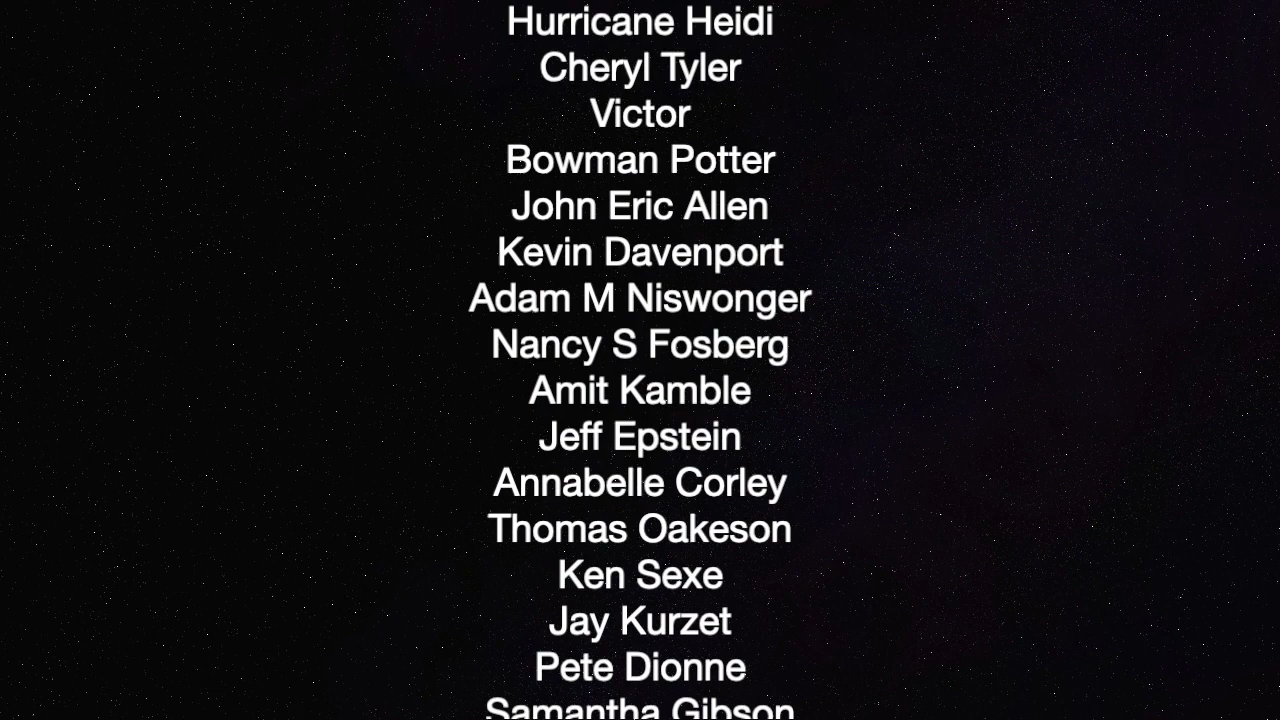 Hurricane Heidi
Cheryl Tyler
Victor
Bowman Potter
John Eric Allen
Kevin Davenport
Adam M Niswonger
Nancy S Fosberg
Amit Kamble
Jeff Epstein
Annabelle Corley
Thomas Oakeson
Ken Sexe
Jay Kurzet
Pete Dionne
Samantha Gibson